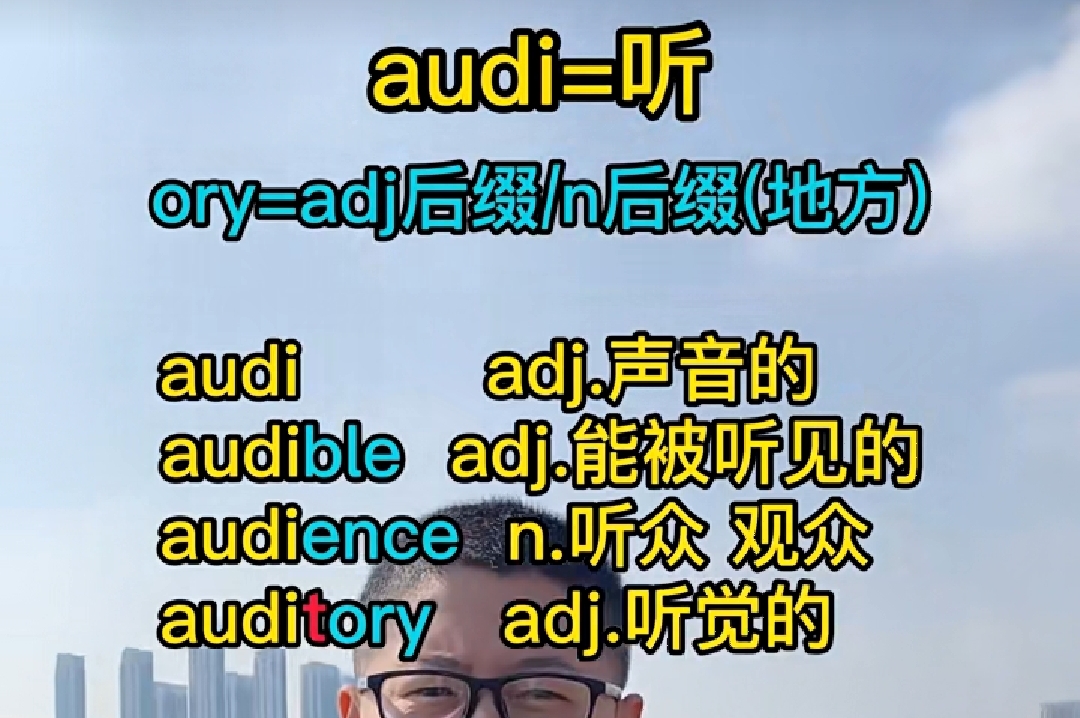 audi=听
ory=adj后缀/n后缀(地方)
audi adj.声音的
audible adj.能被听见的
audience n.听众 观众
auditory adj.听觉的